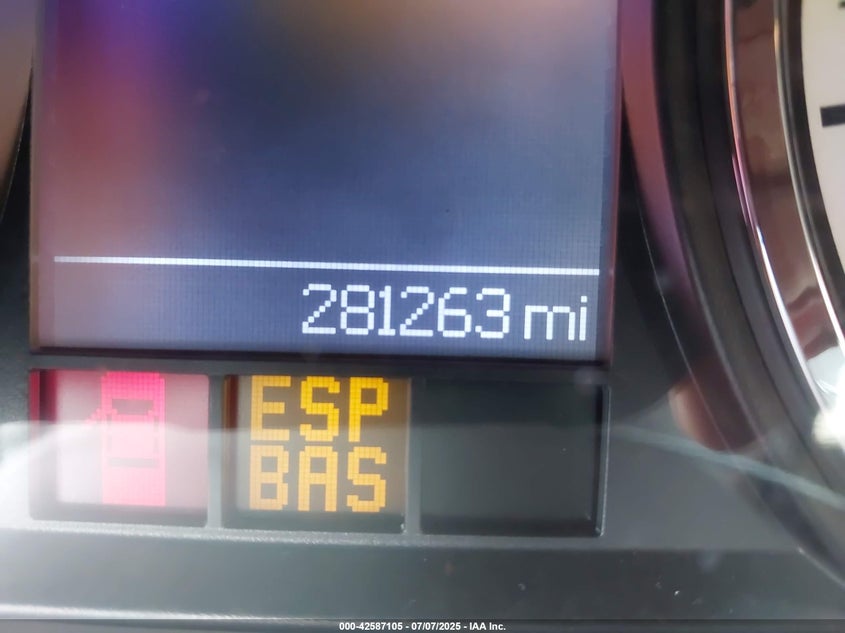 281263 mi
ESP
BAS
000-42587105 - 07/07/2025 - IAA Inc.